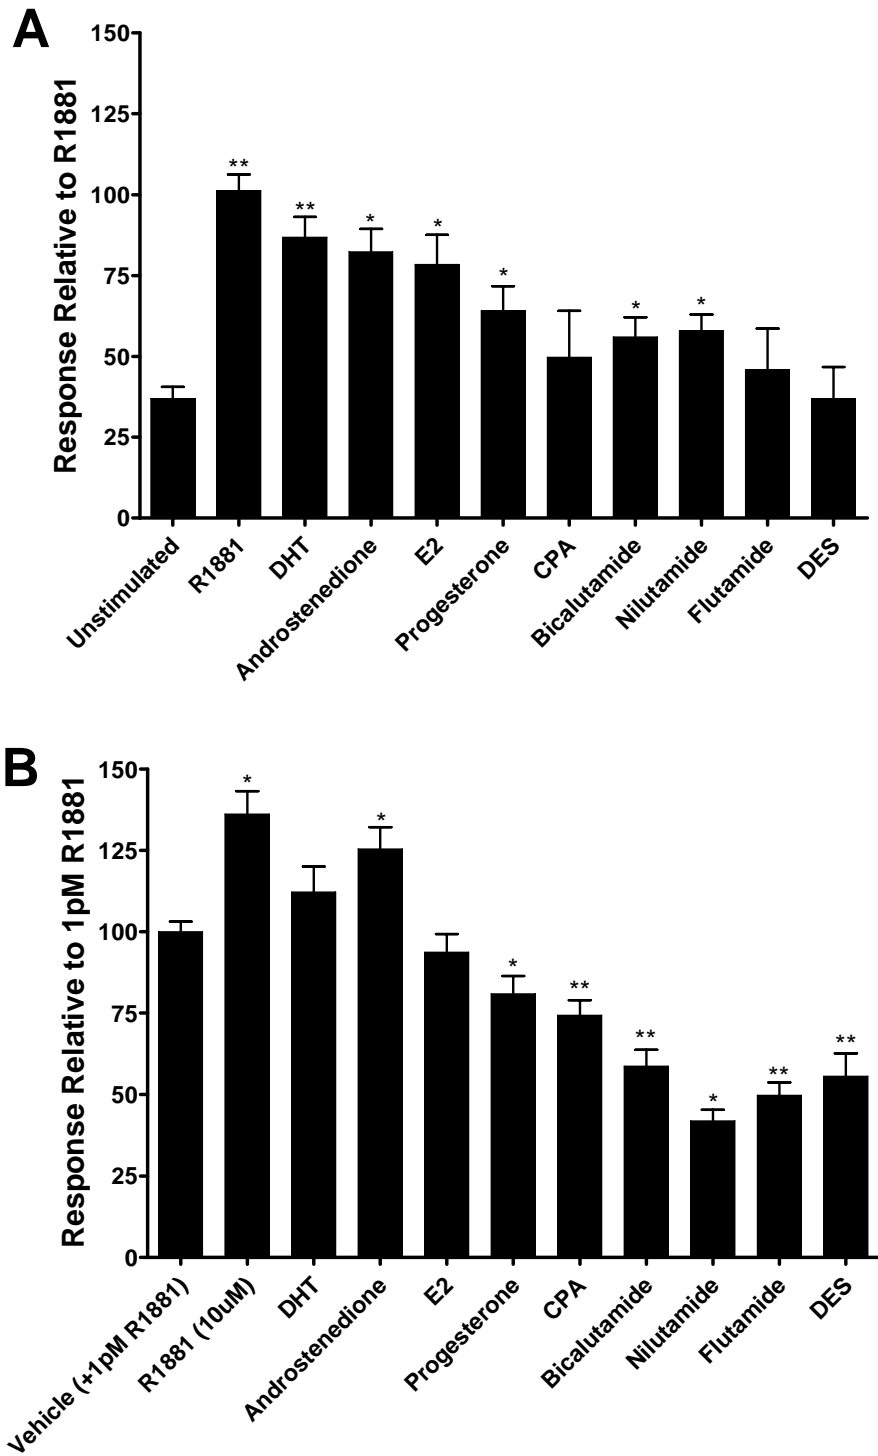 A
Response Relative to R1881
150
125
100
75
50
25
0
**
**
*
*
*
*
*
Unstimulated
R1881
DHT
Androstenedione
E2
Progesterone
CPA
Bicalutamide
Nilutamide
Flutamide
DES
B
Response Relative to 1pM R1881
150
125
100
75
50
25
0
*
*
*
**
**
*
**
**
Vehicle (+1pM R1881)
R1881 (10uM)
DHT
Androstenedione
E2
Progesterone
CPA
Bicalutamide
Nilutamide
Flutamide
DES